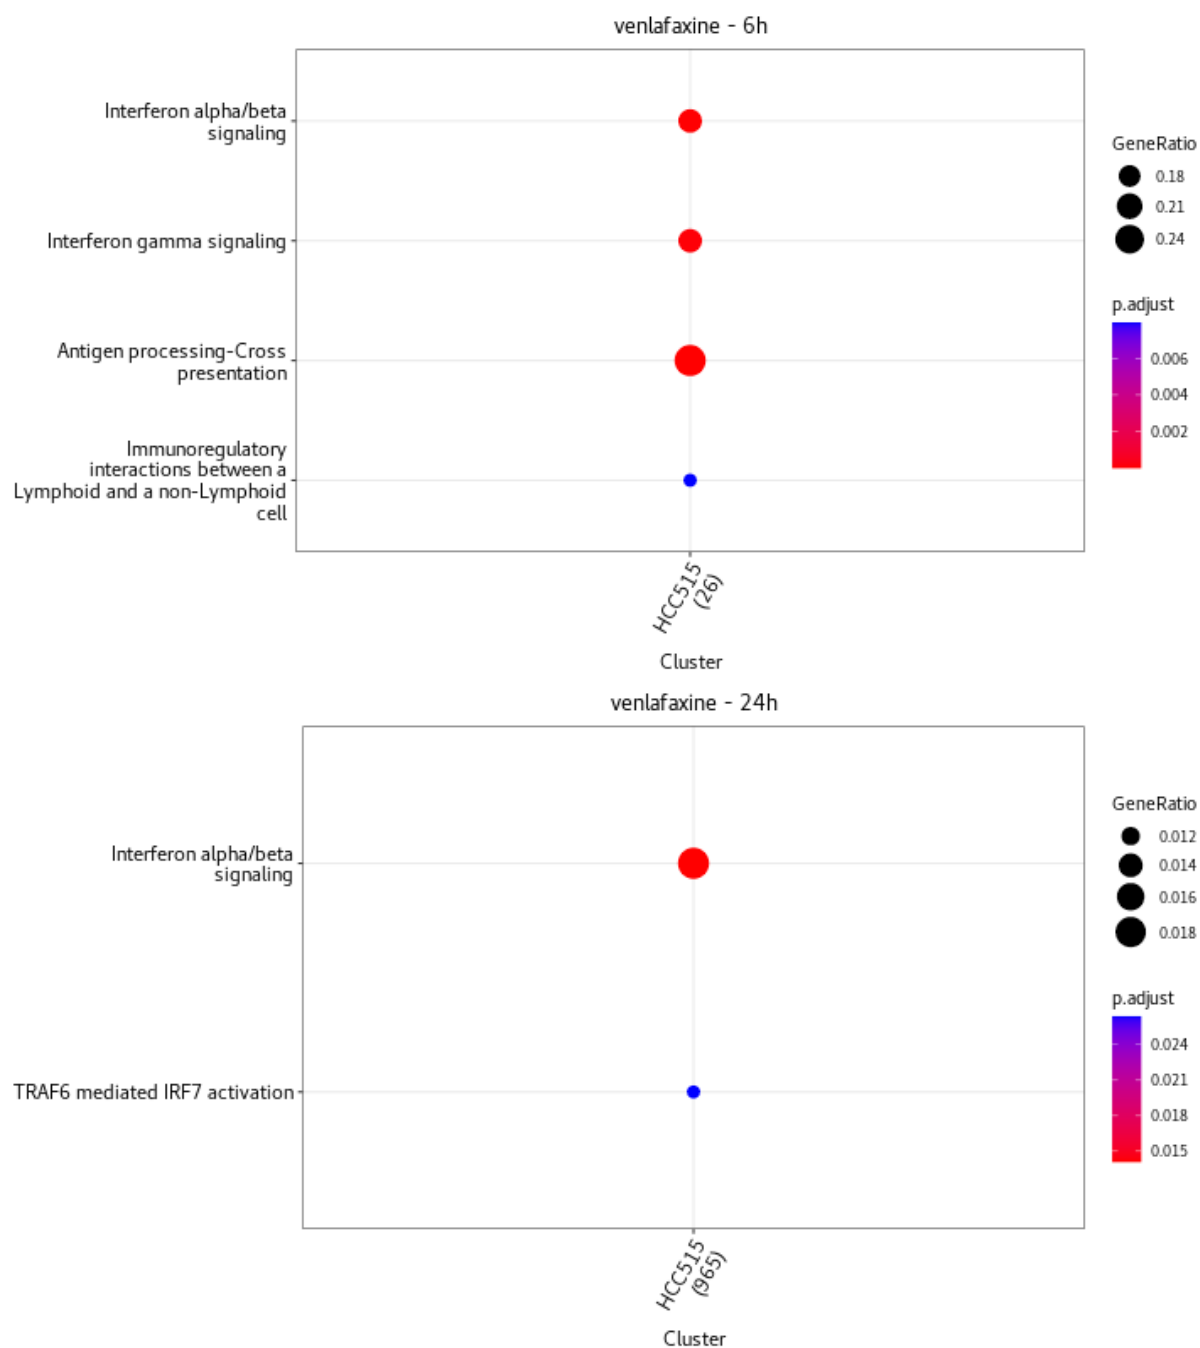 venlafaxine - 6h
Interferon alpha/beta
signaling
Interferon gamma signaling
Antigen processing-Cross
presentation
Immunoregulatory
interactions between a
Lymphoid and a non-Lymphoid
cell
HCC515
(26)
Cluster
GeneRatio
0.18
0.21
0.24
p.adjust
0.006
0.004
0.002
venlafaxine - 24h
Interferon alpha/beta
signaling
TRAF6 mediated IRF7 activation
HCC515
(965)
Cluster
GeneRatio
0.012
0.014
0.016
0.018
p.adjust
0.024
0.021
0.018
0.015